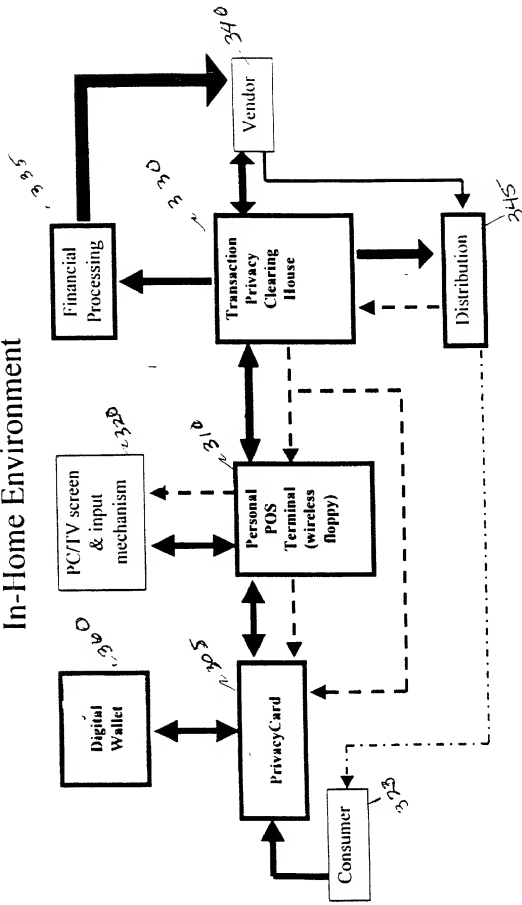 In-Home Environment
360
Digital
Wallet
320
PC/TV screen
& input
mechanism
335
Financial
Processing
305
PrivacyCard
310
Personal
POS
Terminal
(wireless
floppy)
330
Transaction
Privacy
Clearing
House
340
Vendor
Consumer
323
Distribution
345